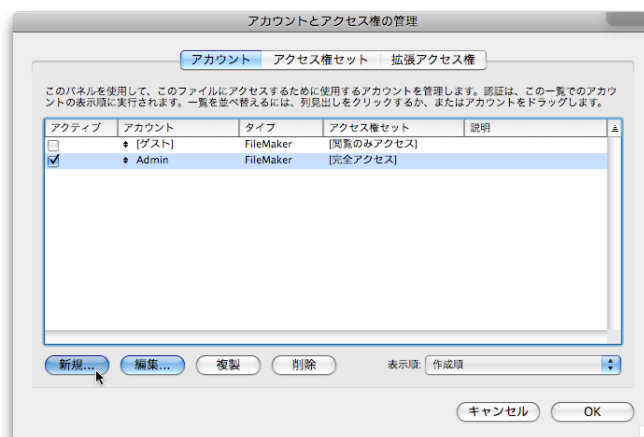 アカウントとアクセス権の管理
アカウント アクセス権セット 拡張アクセス権
このパネルを使用して、このファイルにアクセスするために使用するアカウントを管理します。認証は、この一覧でのアカウ
ントの表示順に実行されます。一覧を並べ替えるには、列見出しをクリックするか、またはアカウントをドラッグします。
アクティブ アカウント タイプ アクセス権セット 説明
[ゲスト] FileMaker [閲覧のみアクセス]
Admin FileMaker [完全アクセス]
新規... 編集... 複製 削除 表示順: 作成順
キャンセル OK